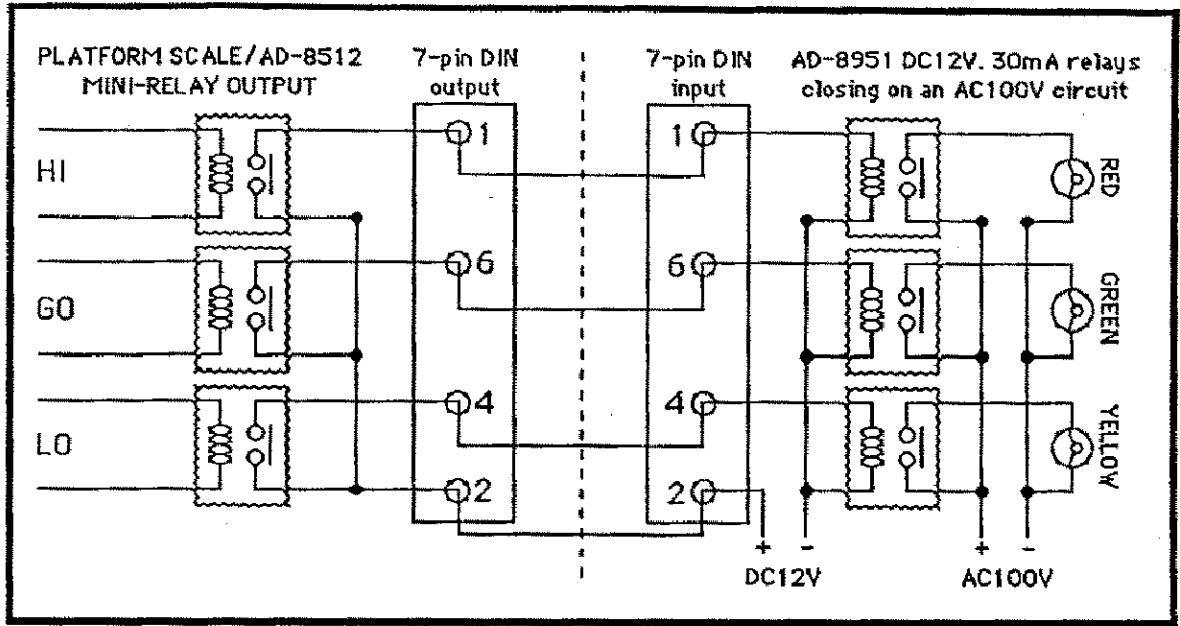 PLATFORM SCALE/AD-8512
MINI-RELAY OUTPUT
7-pin DIN
output
7-pin DIN
input
AD-8951 DC12V. 30mA relays
closing on an AC100V circuit
HI
1
1
RED
GO
6
6
GREEN
LO
4
4
YELLOW
2
2
+ -
DC12V
+ -
AC100V